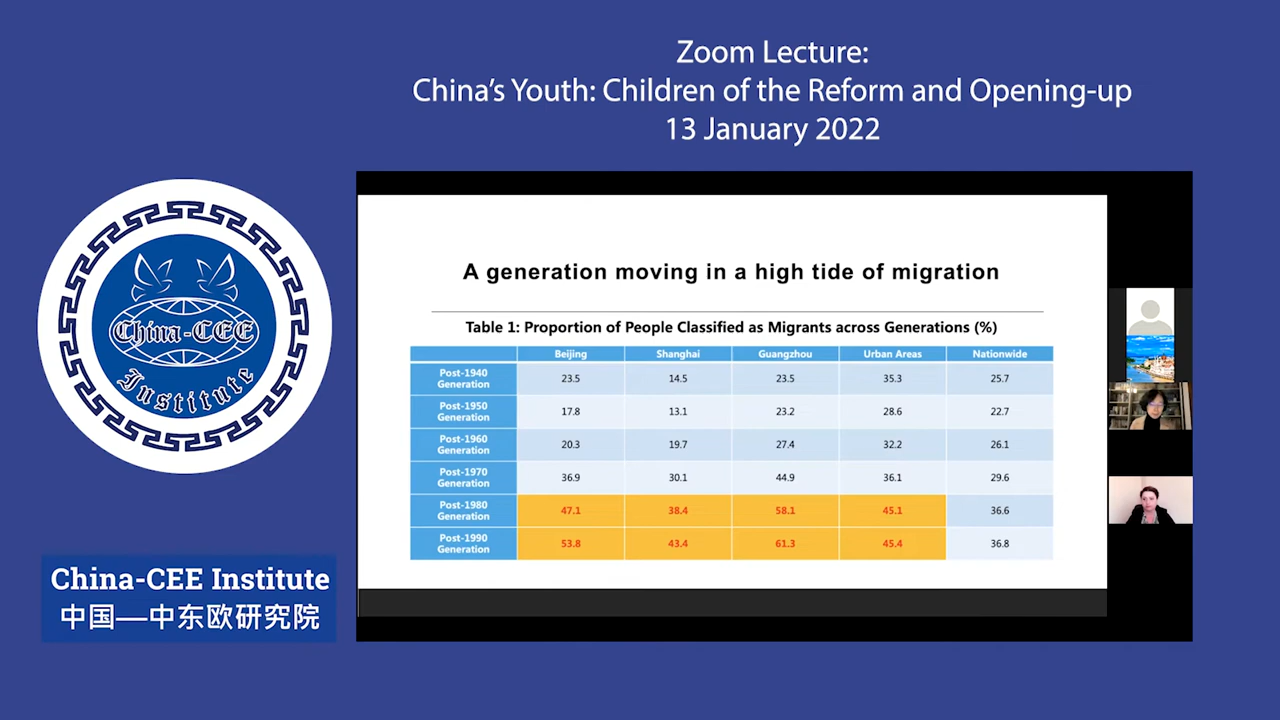 Zoom Lecture:
China's Youth: Children of the Reform and Opening-up
13 January 2022
China-CEE
Institute
China-CEE Institute
中国—中东欧研究院
A generation moving in a high tide of migration
Table 1: Proportion of People Classified as Migrants across Generations (%)
Beijing Shanghai Guangzhou Urban Areas Nationwide
Post-1940
Generation 23.5 14.5 23.5 35.3 25.7
Post-1950
Generation 17.8 13.1 23.2 28.6 22.7
Post-1960
Generation 20.3 19.7 27.4 32.2 26.1
Post-1970
Generation 36.9 30.1 44.9 36.1 29.6
Post-1980
Generation 47.1 38.4 58.1 45.1 36.6
Post-1990
Generation 53.8 43.4 61.3 45.4 36.8